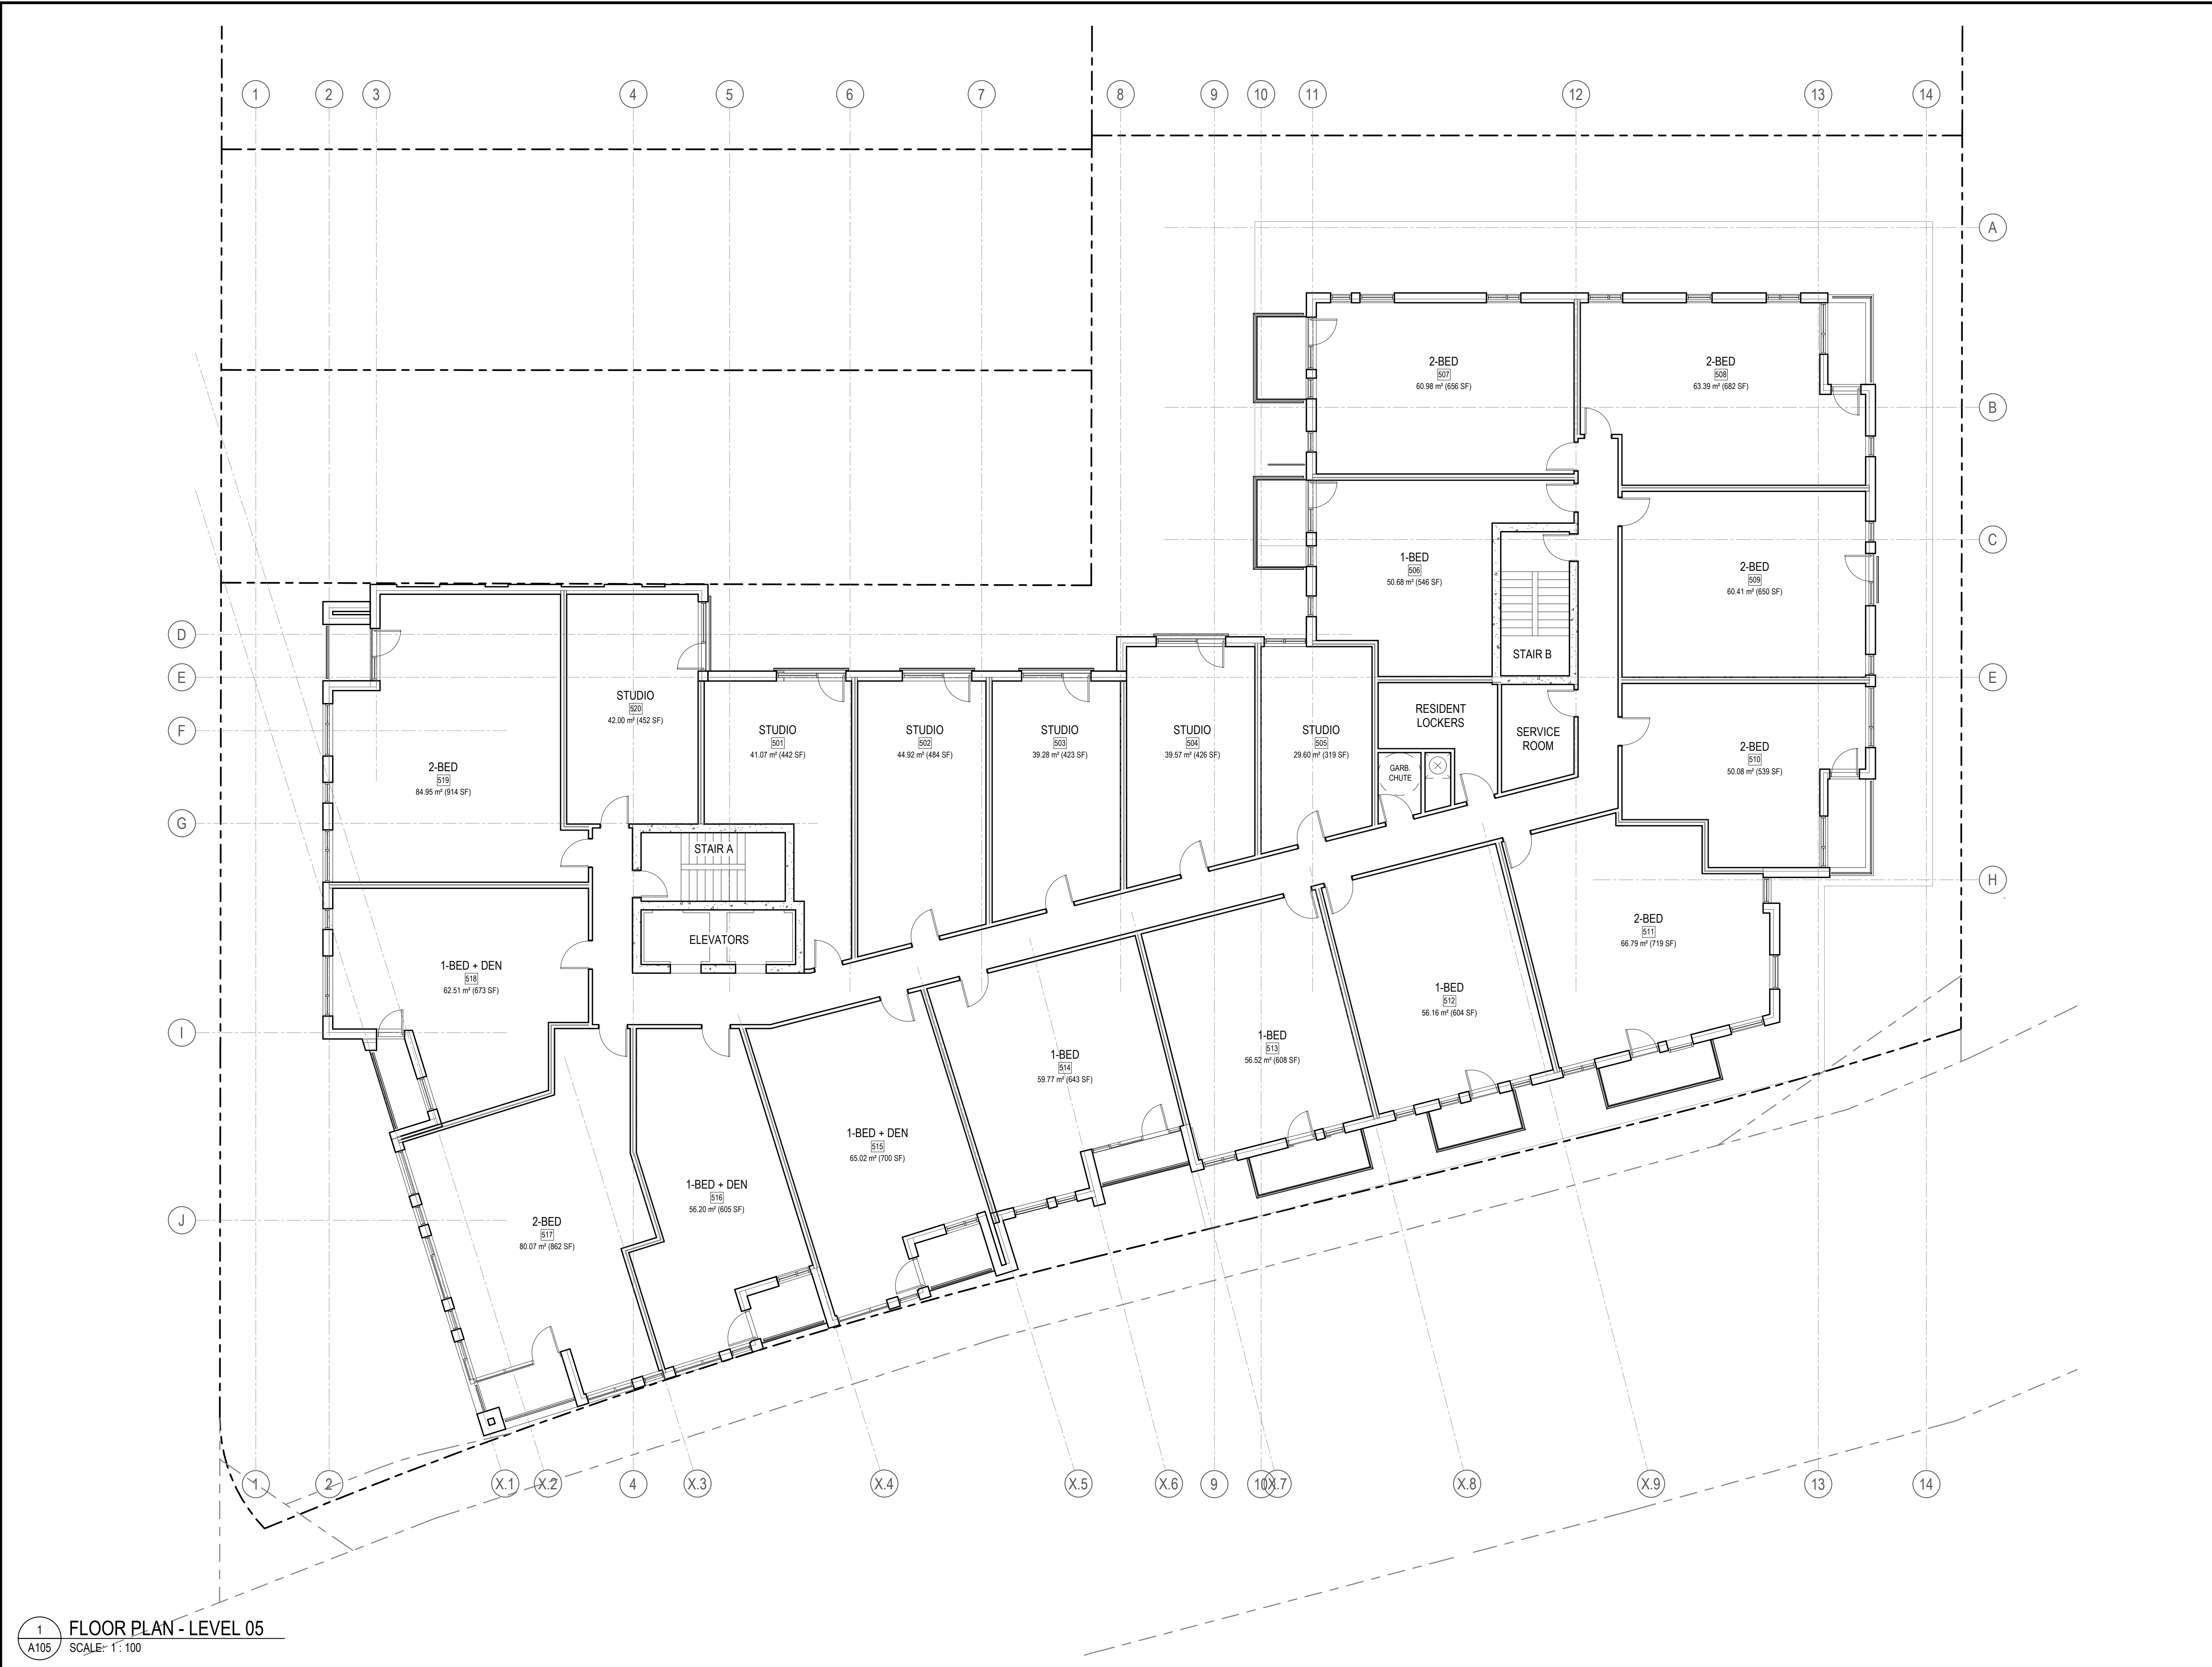 1 2 3 4 5 6 7 8 9 10 11 12 13 14
A
2-BED
507
60.98 m² (656 SF)
2-BED
508
63.39 m² (682 SF)
B
1-BED
506
50.68 m² (546 SF)
C
2-BED
509
60.41 m² (650 SF)
STAIR B
D
E
E
STUDIO
520
42.00 m² (452 SF)
STUDIO
501
41.07 m² (442 SF)
STUDIO
502
44.92 m² (484 SF)
STUDIO
503
39.28 m² (423 SF)
STUDIO
504
39.57 m² (426 SF)
STUDIO
505
29.60 m² (319 SF)
RESIDENT
LOCKERS
SERVICE
ROOM
GARB.
CHUTE
2-BED
510
50.08 m² (539 SF)
F
2-BED
519
84.95 m² (914 SF)
G
STAIR A
H
ELEVATORS
1-BED + DEN
518
62.51 m² (673 SF)
2-BED
511
66.79 m² (719 SF)
1-BED
512
56.16 m² (604 SF)
I
1-BED
513
56.52 m² (608 SF)
1-BED
514
59.77 m² (643 SF)
1-BED + DEN
515
65.02 m² (700 SF)
1-BED + DEN
516
56.20 m² (605 SF)
J
2-BED
517
80.07 m² (862 SF)
1 2 X.1 X.2 4 X.3 X.4 X.5 X.6 9 10 X.7 X.8 X.9 13 14
1
A105
FLOOR PLAN - LEVEL 05
SCALE: 1 : 100